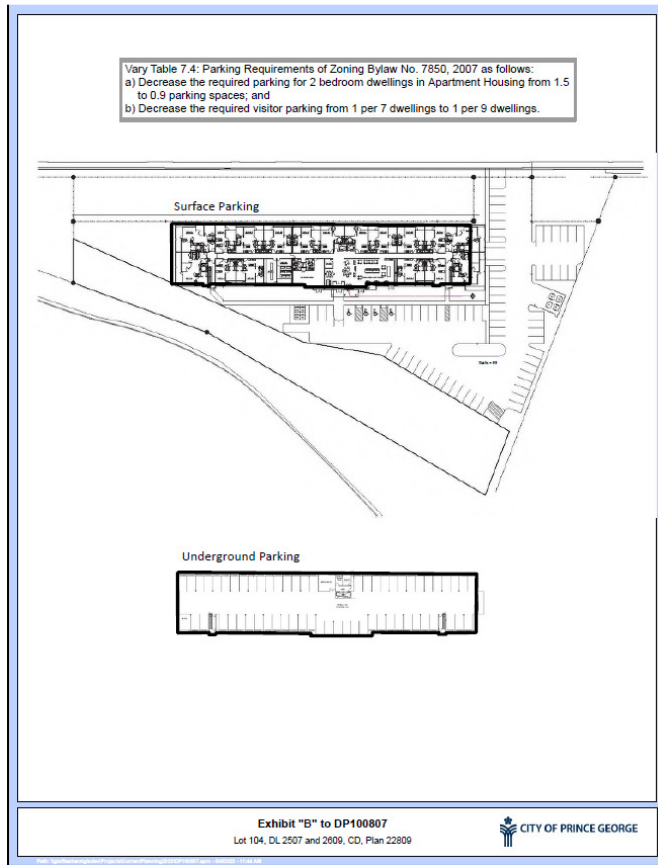 Vary Table 7.4: Parking Requirements of Zoning Bylaw No. 7850, 2007 as follows:
a) Decrease the required parking for 2 bedroom dwellings in Apartment Housing from 1.5
to 0.9 parking spaces; and
b) Decrease the required visitor parking from 1 per 7 dwellings to 1 per 9 dwellings.
Surface Parking
Underground Parking
Exhibit "B" to DP100807
Lot 104, DL 2507 and 2609, CD, Plan 22809
CITY OF PRINCE GEORGE